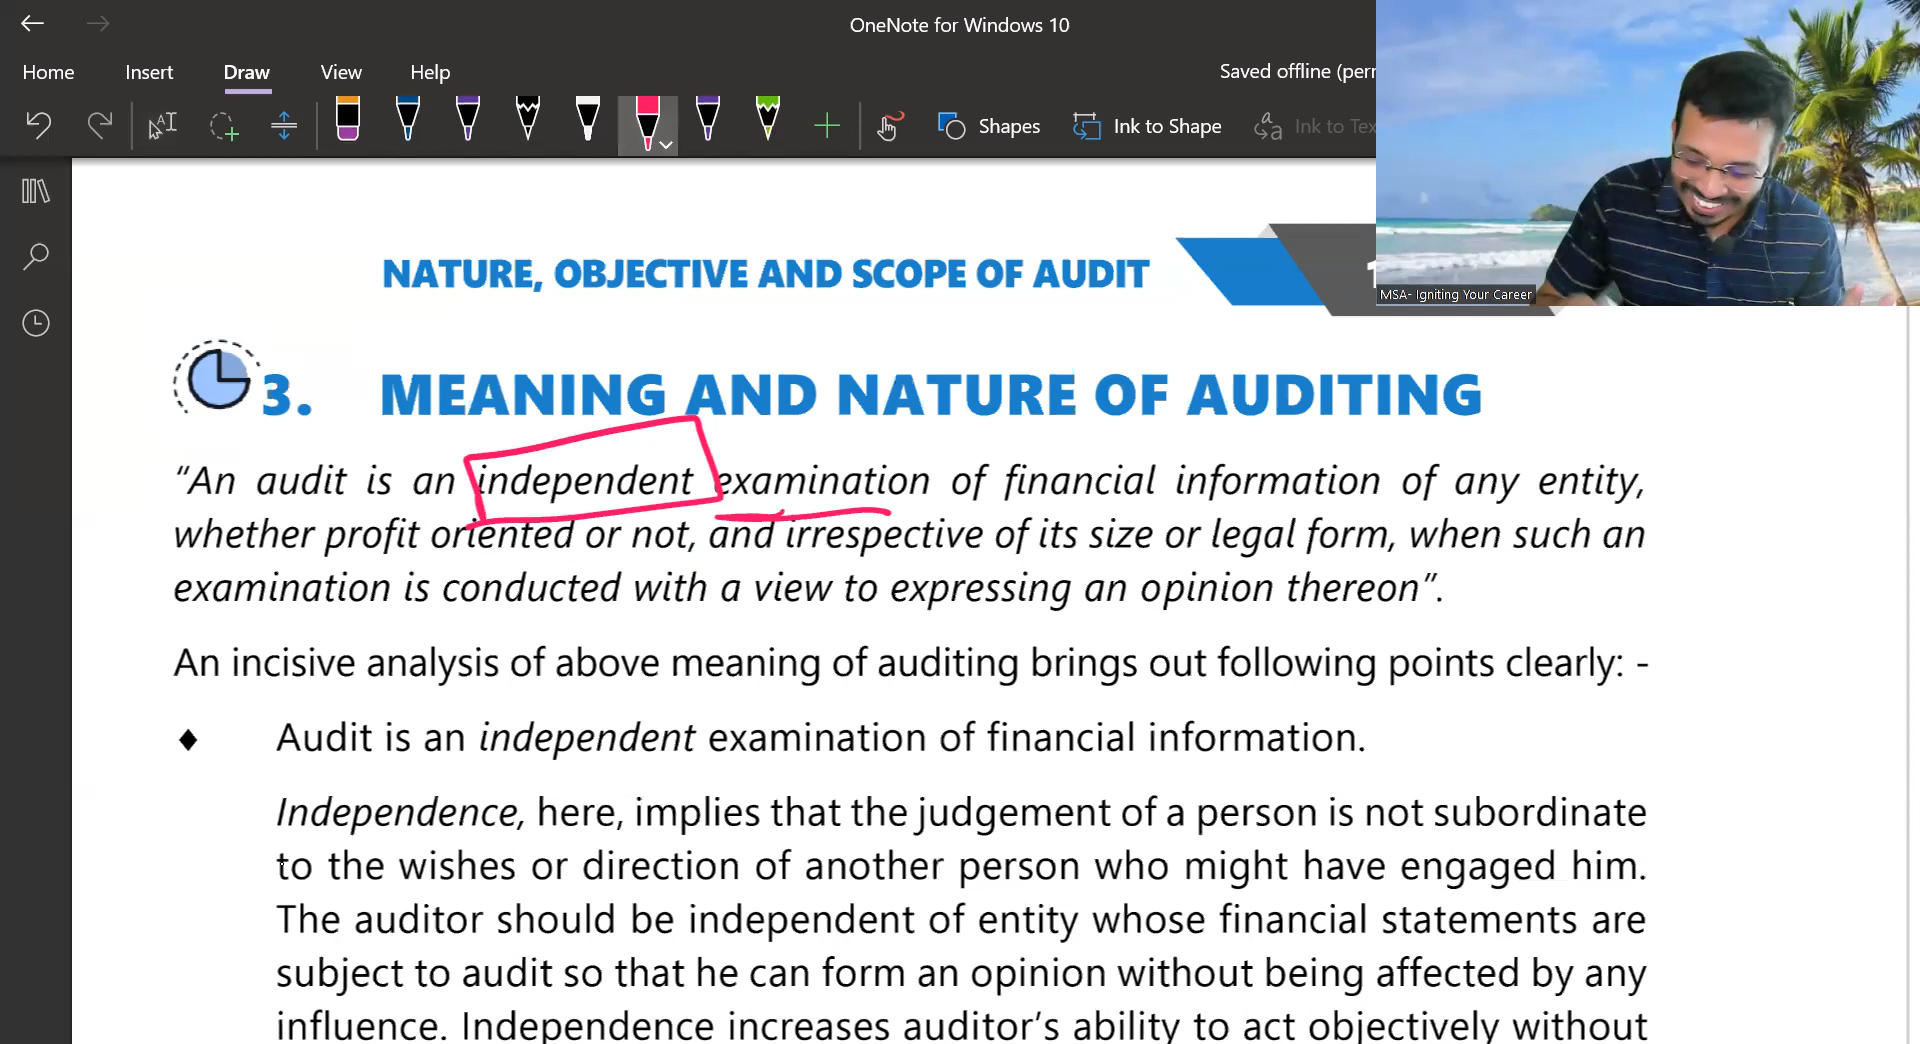 OneNote for Windows 10
Home Insert Draw View Help
Saved offline (per
Shapes Ink to Shape Ink to Tex
MSA- Igniting Your Career
NATURE, OBJECTIVE AND SCOPE OF AUDIT
3. MEANING AND NATURE OF AUDITING
“An audit is an independent examination of financial information of any entity,
whether profit oriented or not, and irrespective of its size or legal form, when such an
examination is conducted with a view to expressing an opinion thereon”.
An incisive analysis of above meaning of auditing brings out following points clearly: -
♦ Audit is an independent examination of financial information.
Independence, here, implies that the judgement of a person is not subordinate
to the wishes or direction of another person who might have engaged him.
The auditor should be independent of entity whose financial statements are
subject to audit so that he can form an opinion without being affected by any
influence. Independence increases auditor’s ability to act objectively without